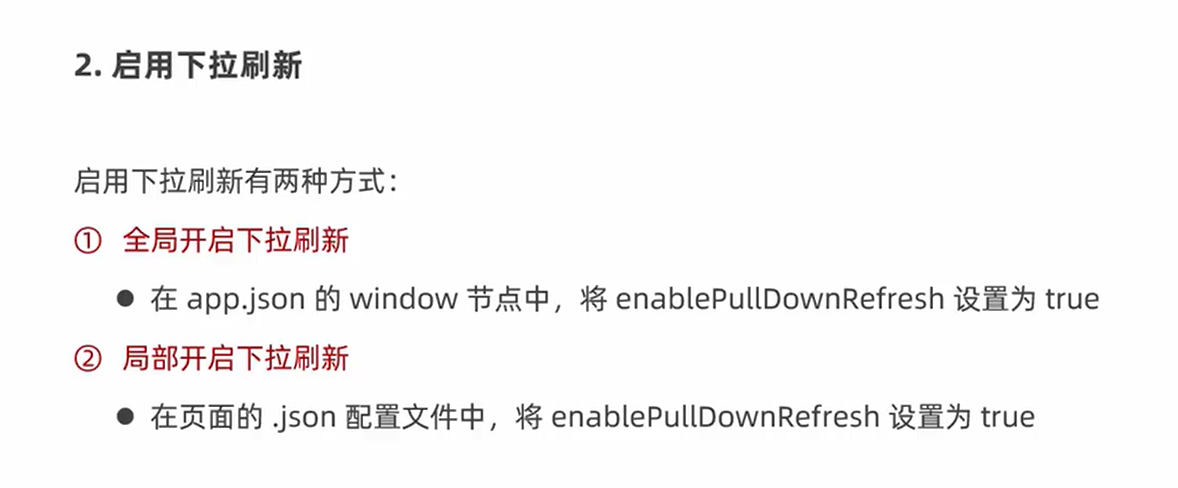 2. 启用下拉刷新
启用下拉刷新有两种方式：
① 全局开启下拉刷新
● 在 app.json 的 window 节点中，将 enablePullDownRefresh 设置为 true
② 局部开启下拉刷新
● 在页面的 .json 配置文件中，将 enablePullDownRefresh 设置为 true